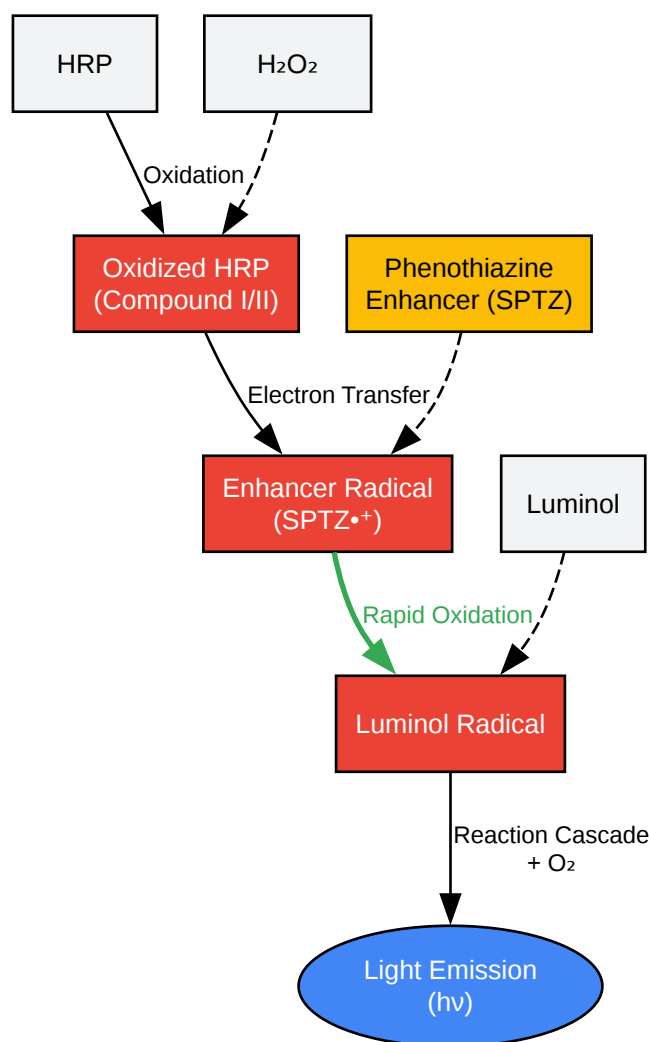 HRP
H₂O₂
Oxidation
Oxidized HRP
(Compound I/II)
Phenothiazine
Enhancer (SPTZ)
Electron Transfer
Enhancer Radical
(SPTZ•⁺)
Luminol
Rapid Oxidation
Luminol Radical
Reaction Cascade
+ O₂
Light Emission
(hν)